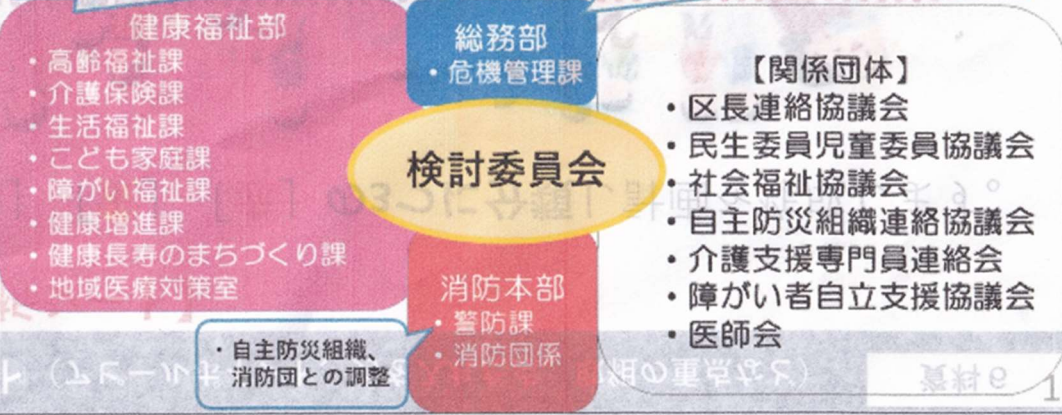 健康福祉部
・高齢福祉課
・介護保険課
・生活福祉課
・こども家庭課
・障がい福祉課
・健康増進課
・健康長寿のまちづくり課
・地域医療対策室
総務部
・危機管理課
検討委員会
消防本部
・警防課
・消防団係
・自主防災組織、
消防団との調整
【関係団体】
・区長連絡協議会
・民生委員児童委員協議会
・社会福祉協議会
・自主防災組織連絡協議会
・介護支援専門員連絡会
・障がい者自立支援協議会
・医師会
資料6
1